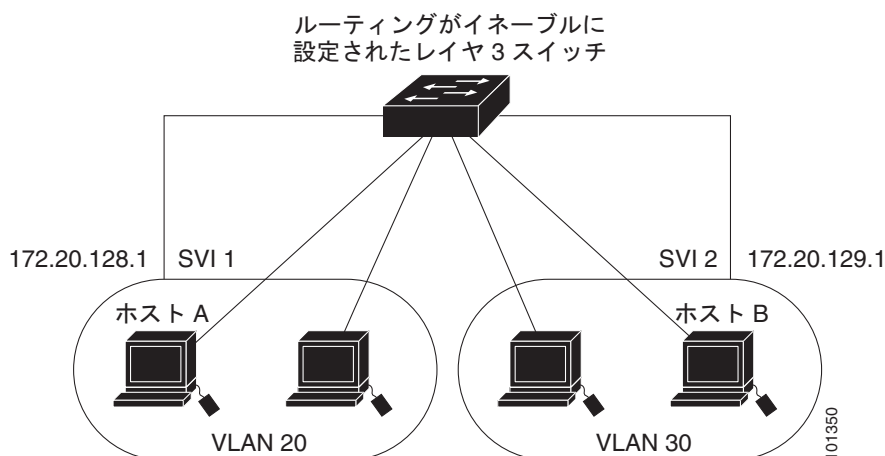 ルーティングがイネーブルに
設定されたレイヤ 3 スイッチ
172.20.128.1 SVI 1
SVI 2 172.20.129.1
ホスト A
ホスト B
VLAN 20
VLAN 30
101350